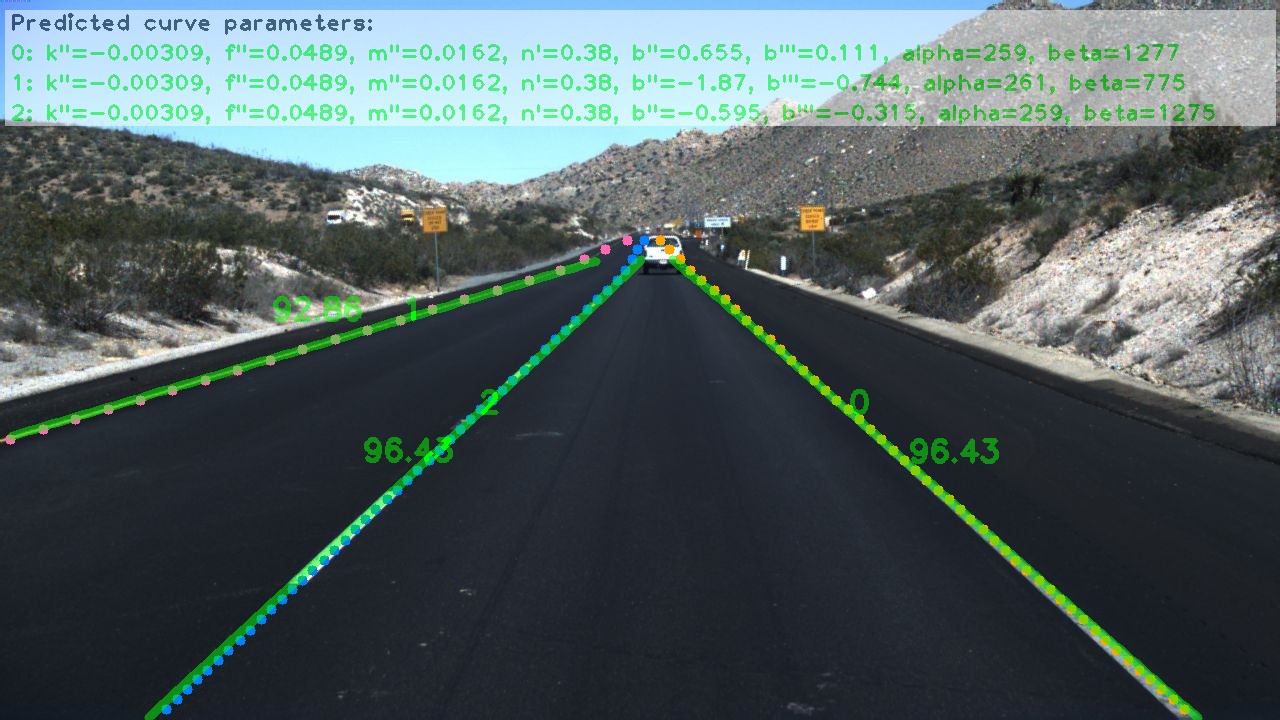 Predicted curve parameters:
0: k''=-0.00309, f''=0.0489, m''=0.0162, n'=0.38, b''=0.655, b'''=0.111, alpha=259, beta=1277
1: k''=-0.00309, f''=0.0489, m''=0.0162, n'=0.38, b''=-1.87, b'''=-0.744, alpha=261, beta=775
2: k''=-0.00309, f''=0.0489, m''=0.0162, n'=0.38, b''=-0.595, b'''=-0.315, alpha=259, beta=1275
92.86 1
2 0
96.43 96.43